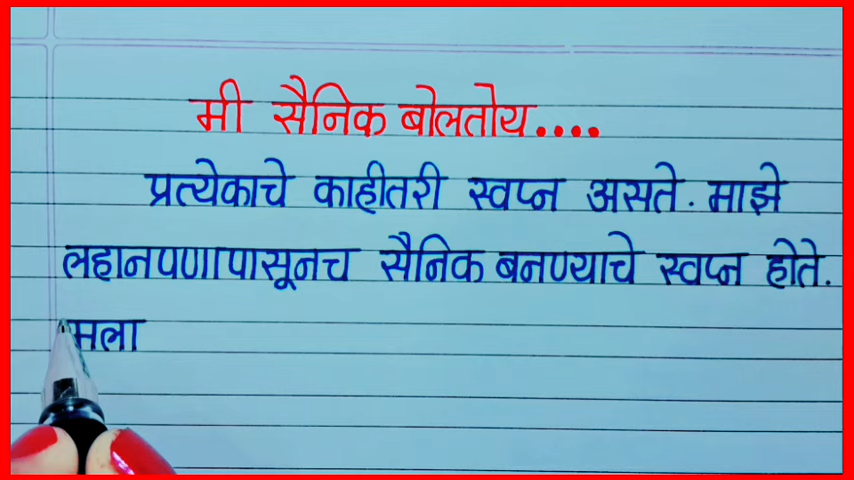 मी सैनिक बोलतोय....
प्रत्येकाचे काहीतरी स्वप्न असते. माझे
लहानपणापासूनच सैनिक बनण्याचे स्वप्न होते.
मला